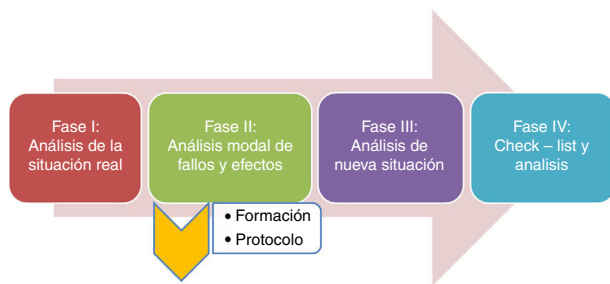 Fase I:
Análisis de la
situación real
Fase II:
Análisis modal de
fallos y efectos
Fase III:
Análisis de
nueva situación
Fase IV:
Check – list y
analisis
• Formación
• Protocolo